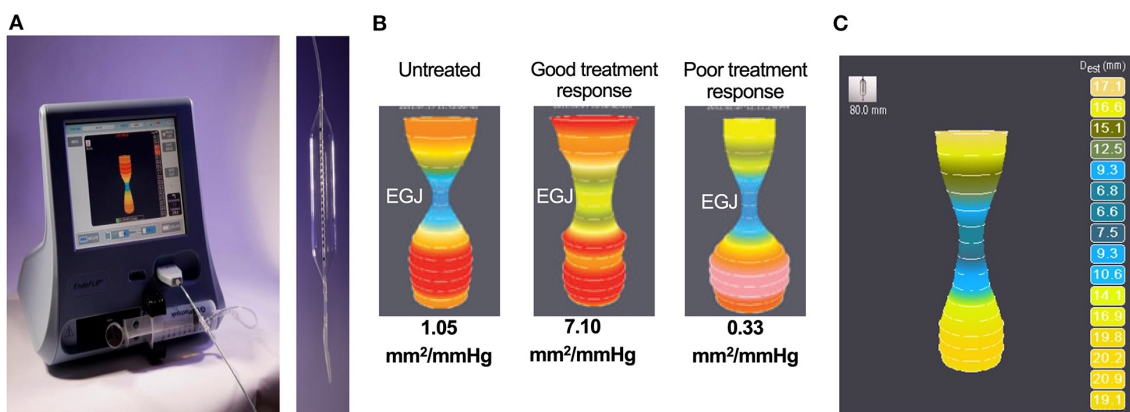 A
EndoFLIP
B
Untreated
Good treatment
response
Poor treatment
response
EGJ
EGJ
EGJ
1.05
mm²/mmHg
7.10
mm²/mmHg
0.33
mm²/mmHg
C
Dest (mm)
80.0 mm
17.1
16.6
15.1
12.5
9.3
6.8
6.6
7.5
9.3
10.6
14.1
16.9
19.8
20.2
20.9
19.1